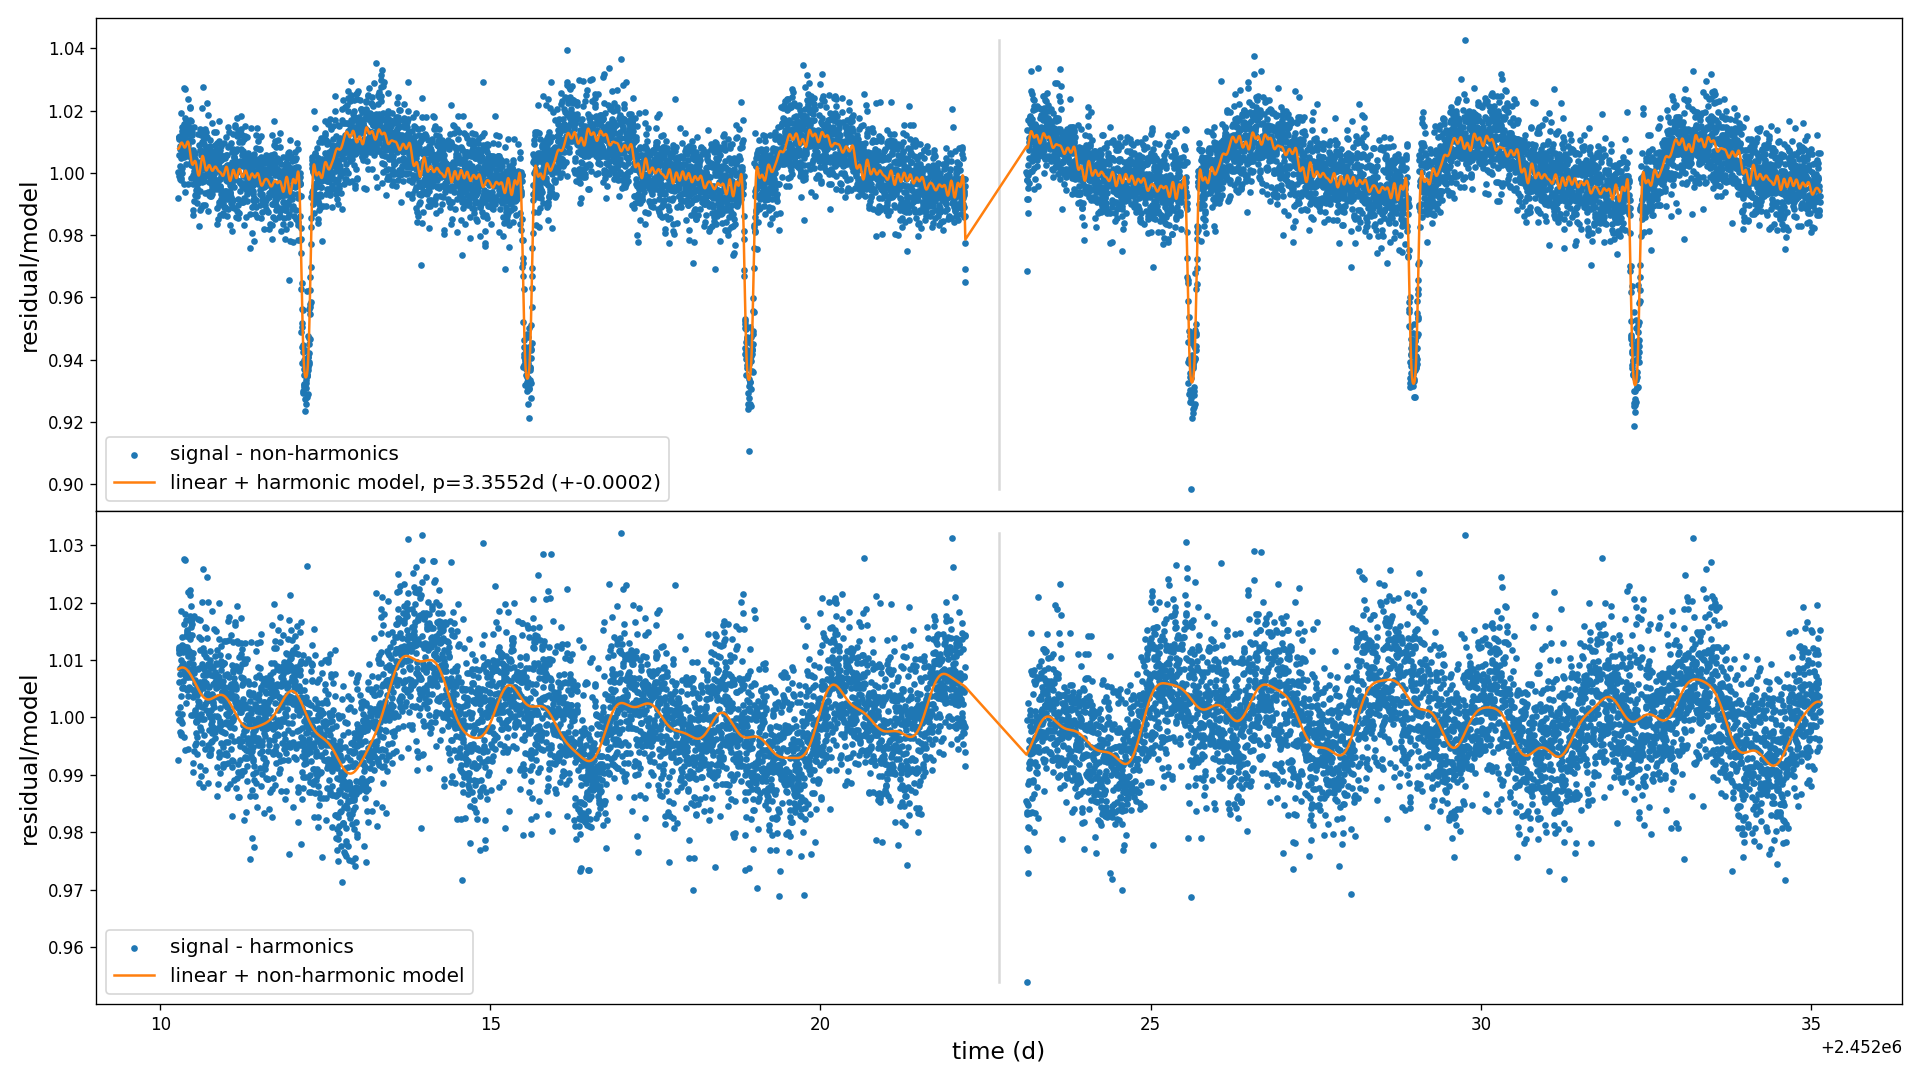 1.04
1.02
1.00
0.98
0.96
0.94
0.92
0.90
residual/model
signal - non-harmonics
linear + harmonic model, p=3.3552d (+-0.0002)
1.03
1.02
1.01
1.00
0.99
0.98
0.97
0.96
residual/model
signal - harmonics
linear + non-harmonic model
10 15 20 25 30 35
time (d)
+2.452e6